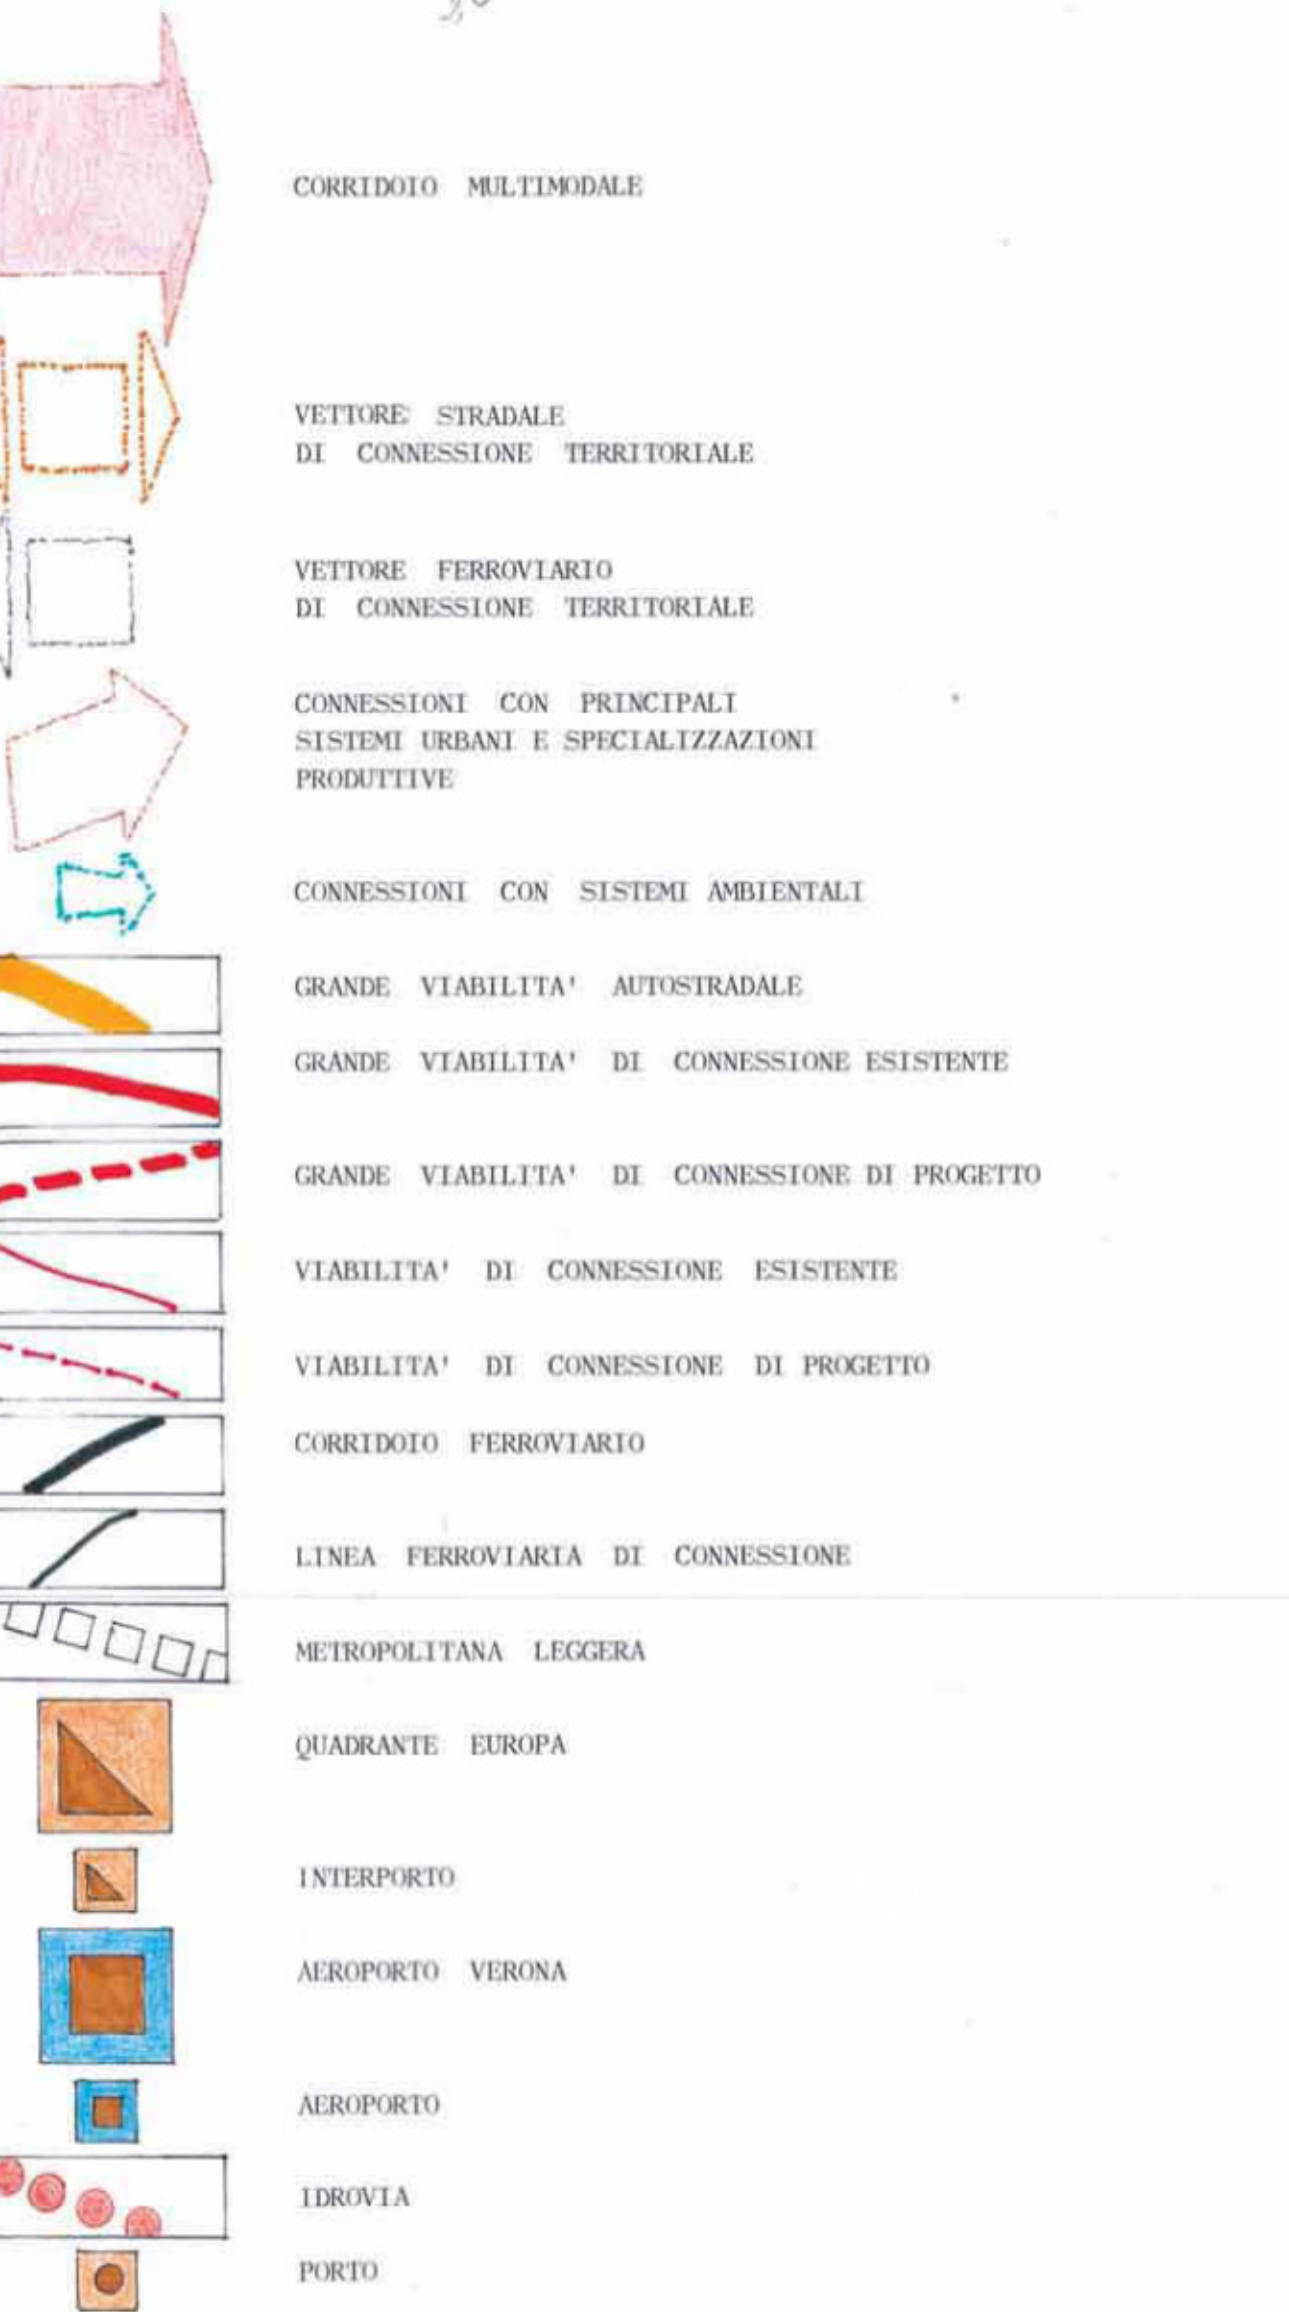 CORRIDOIO MULTIMODALE
VETTORE STRADALE
DI CONNESSIONE TERRITORIALE
VETTORE FERROVIARIO
DI CONNESSIONE TERRITORIALE
CONNESSIONI CON PRINCIPALI
SISTEMI URBANI E SPECIALIZZAZIONI
PRODUTTIVE
CONNESSIONI CON SISTEMI AMBIENTALI
GRANDE VIABILITA' AUTOSTRADALE
GRANDE VIABILITA' DI CONNESSIONE ESISTENTE
GRANDE VIABILITA' DI CONNESSIONE DI PROGETTO
VIABILITA' DI CONNESSIONE ESISTENTE
VIABILITA' DI CONNESSIONE DI PROGETTO
CORRIDOIO FERROVIARIO
LINEA FERROVIARIA DI CONNESSIONE
METROPOLITANA LEGGERA
QUADRANTE EUROPA
INTERPORTO
AEROPORTO VERONA
AEROPORTO
IDROVIA
PORTO